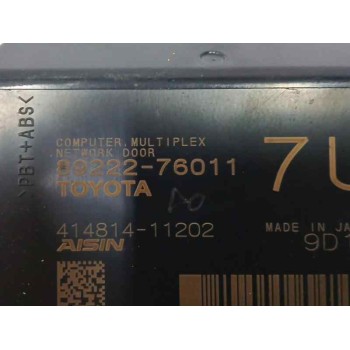 >PBT+ABS<
COMPUTER.MULTIPLEX
NETWORK DOOR
89222-76011
TOYOTA
7U
414814-11202
AISIN
MADE IN JA
9D1